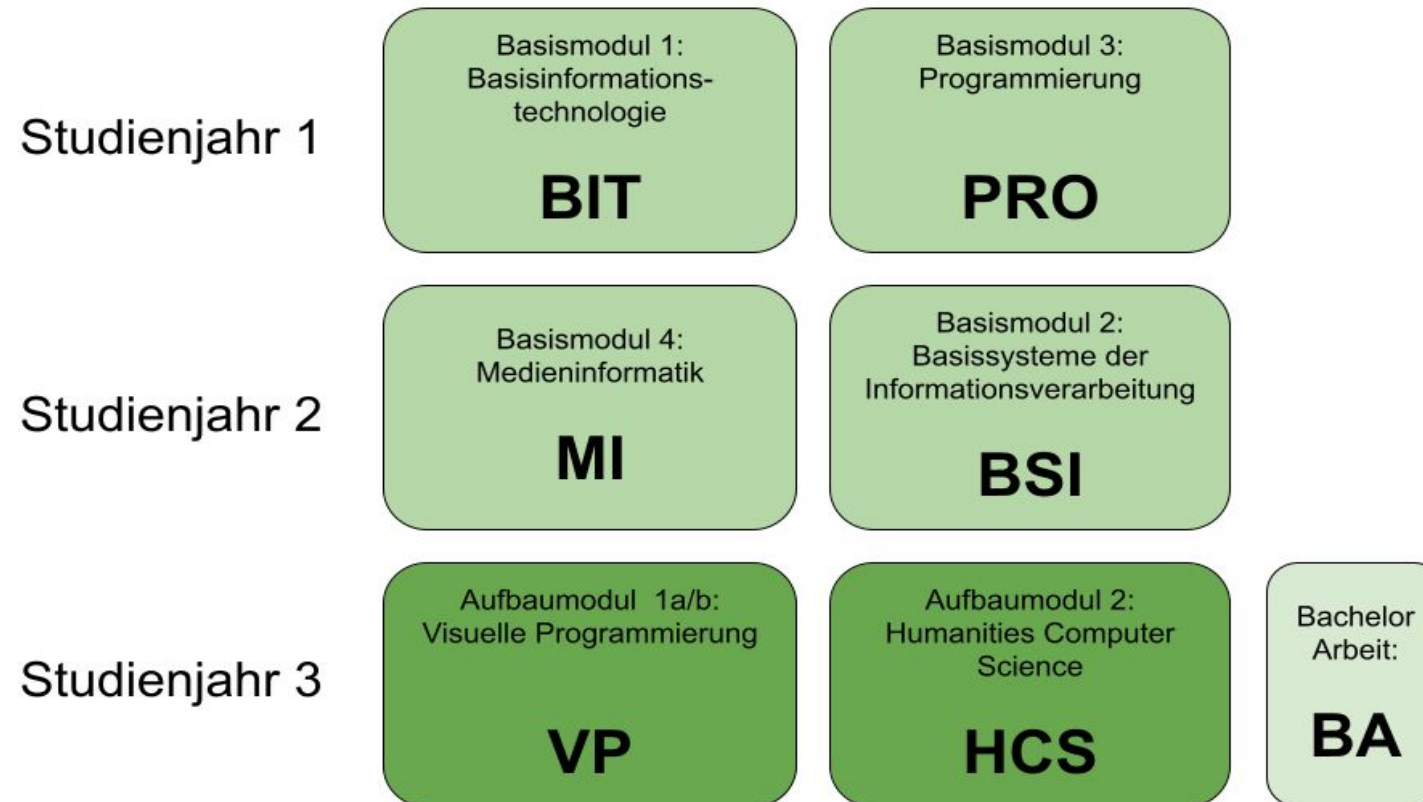 Studienjahr 1
Basismodul 1:
Basisinformations-
technologie
BIT
Basismodul 3:
Programmierung
PRO
Studienjahr 2
Basismodul 4:
Medieninformatik
MI
Basismodul 2:
Basissysteme der
Informationsverarbeitung
BSI
Studienjahr 3
Aufbaumodul 1a/b:
Visuelle Programmierung
VP
Aufbaumodul 2:
Humanities Computer
Science
HCS
Bachelor
Arbeit:
BA